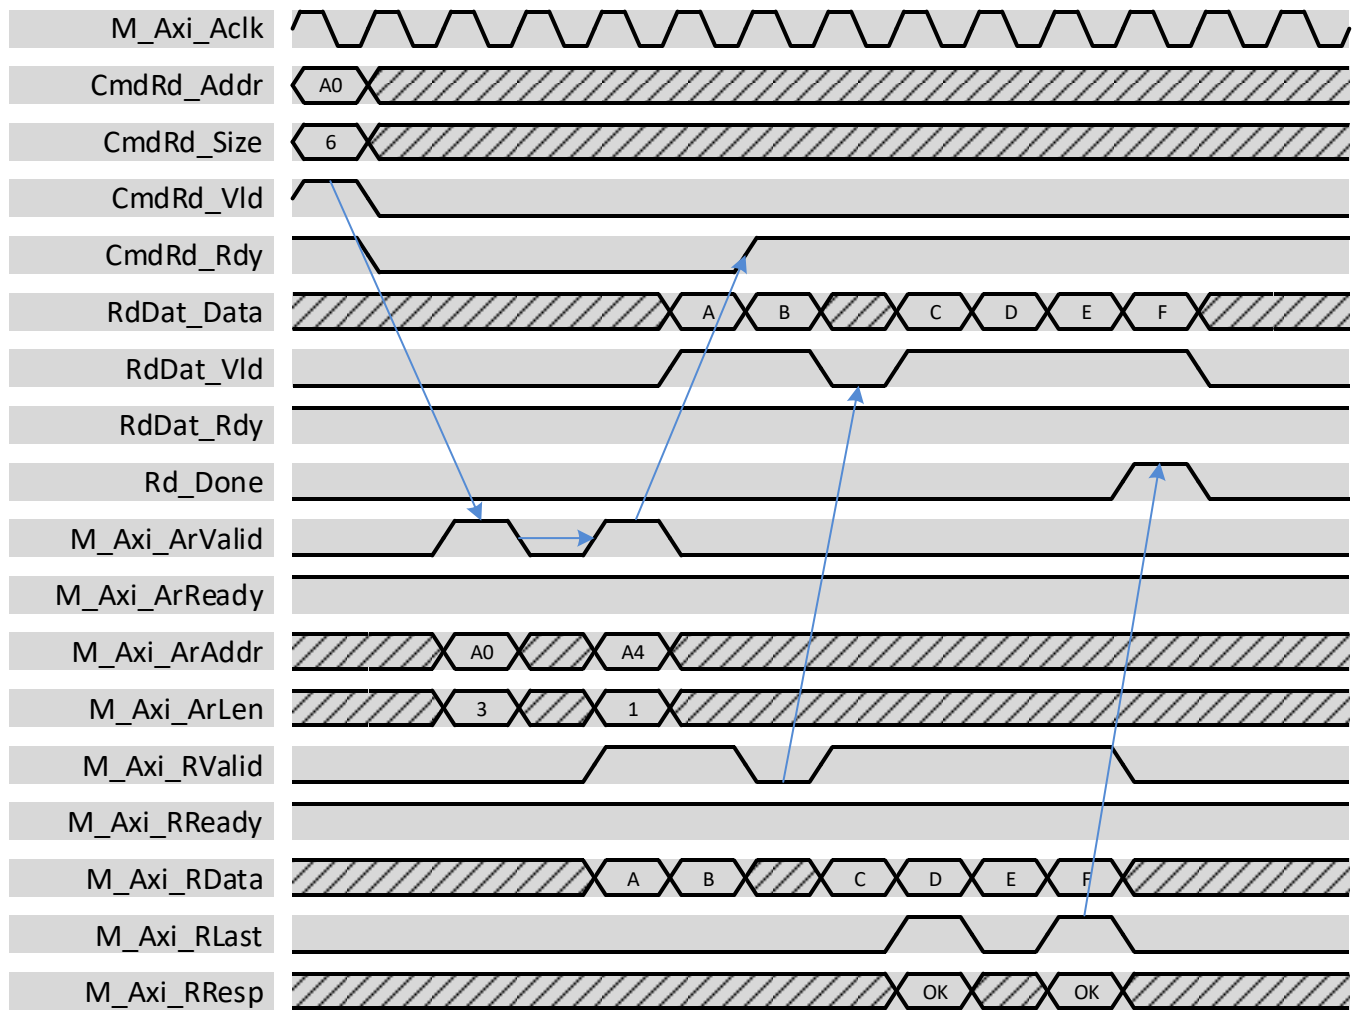 M_Axi_Aclk
CmdRd_Addr A0
CmdRd_Size 6
CmdRd_Vld
CmdRd_Rdy
RdDat_Data A B C D E F
RdDat_Vld
RdDat_Rdy
Rd_Done
M_Axi_ArValid
M_Axi_ArReady
M_Axi_ArAddr A0 A4
M_Axi_ArLen 3 1
M_Axi_RValid
M_Axi_RReady
M_Axi_RData A B C D E F
M_Axi_RLast
M_Axi_RResp OK OK